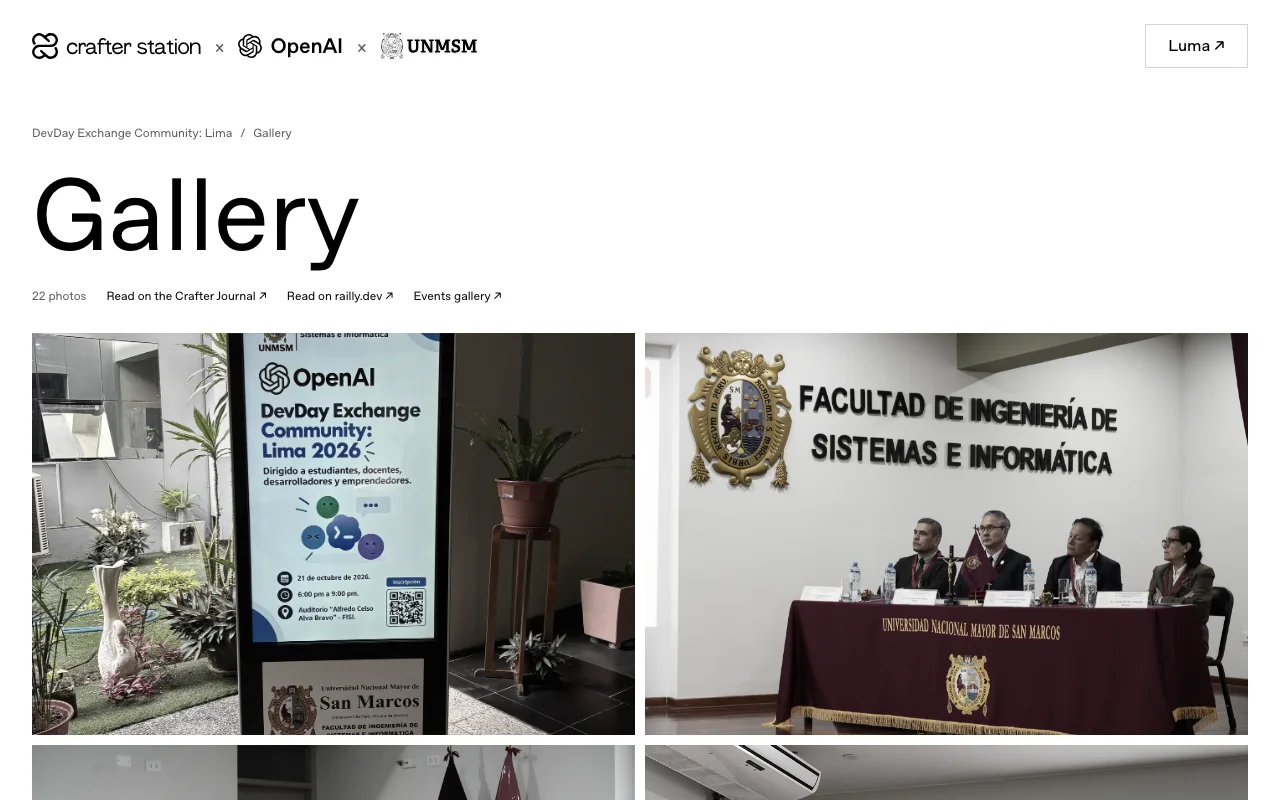 crafter station x OpenAI x UNMSM
Luma ↗
DevDay Exchange Community: Lima / Gallery
Gallery
22 photos Read on the Crafter Journal ↗ Read on railly.dev ↗ Events gallery ↗
Sistemas e Informática
UNMSM
OpenAI
DevDay Exchange
Community:
Lima 2026
Dirigido a estudiantes, docentes,
desarrolladores y emprendedores.
21 de octubre de 2026.
Inscripción
6:00 pm a 9:00 pm.
Auditorio "Alfredo Celso
Alva Bravo" - FISI.
Universidad Nacional Mayor de
San Marcos
FACULTAD DE INGENIERÍA DE
SISTEMAS E INFORMÁTICA
FACULTAD DE INGENIERÍA DE
SISTEMAS E INFORMÁTICA
UNIVERSIDAD NACIONAL MAYOR DE SAN MARCOS